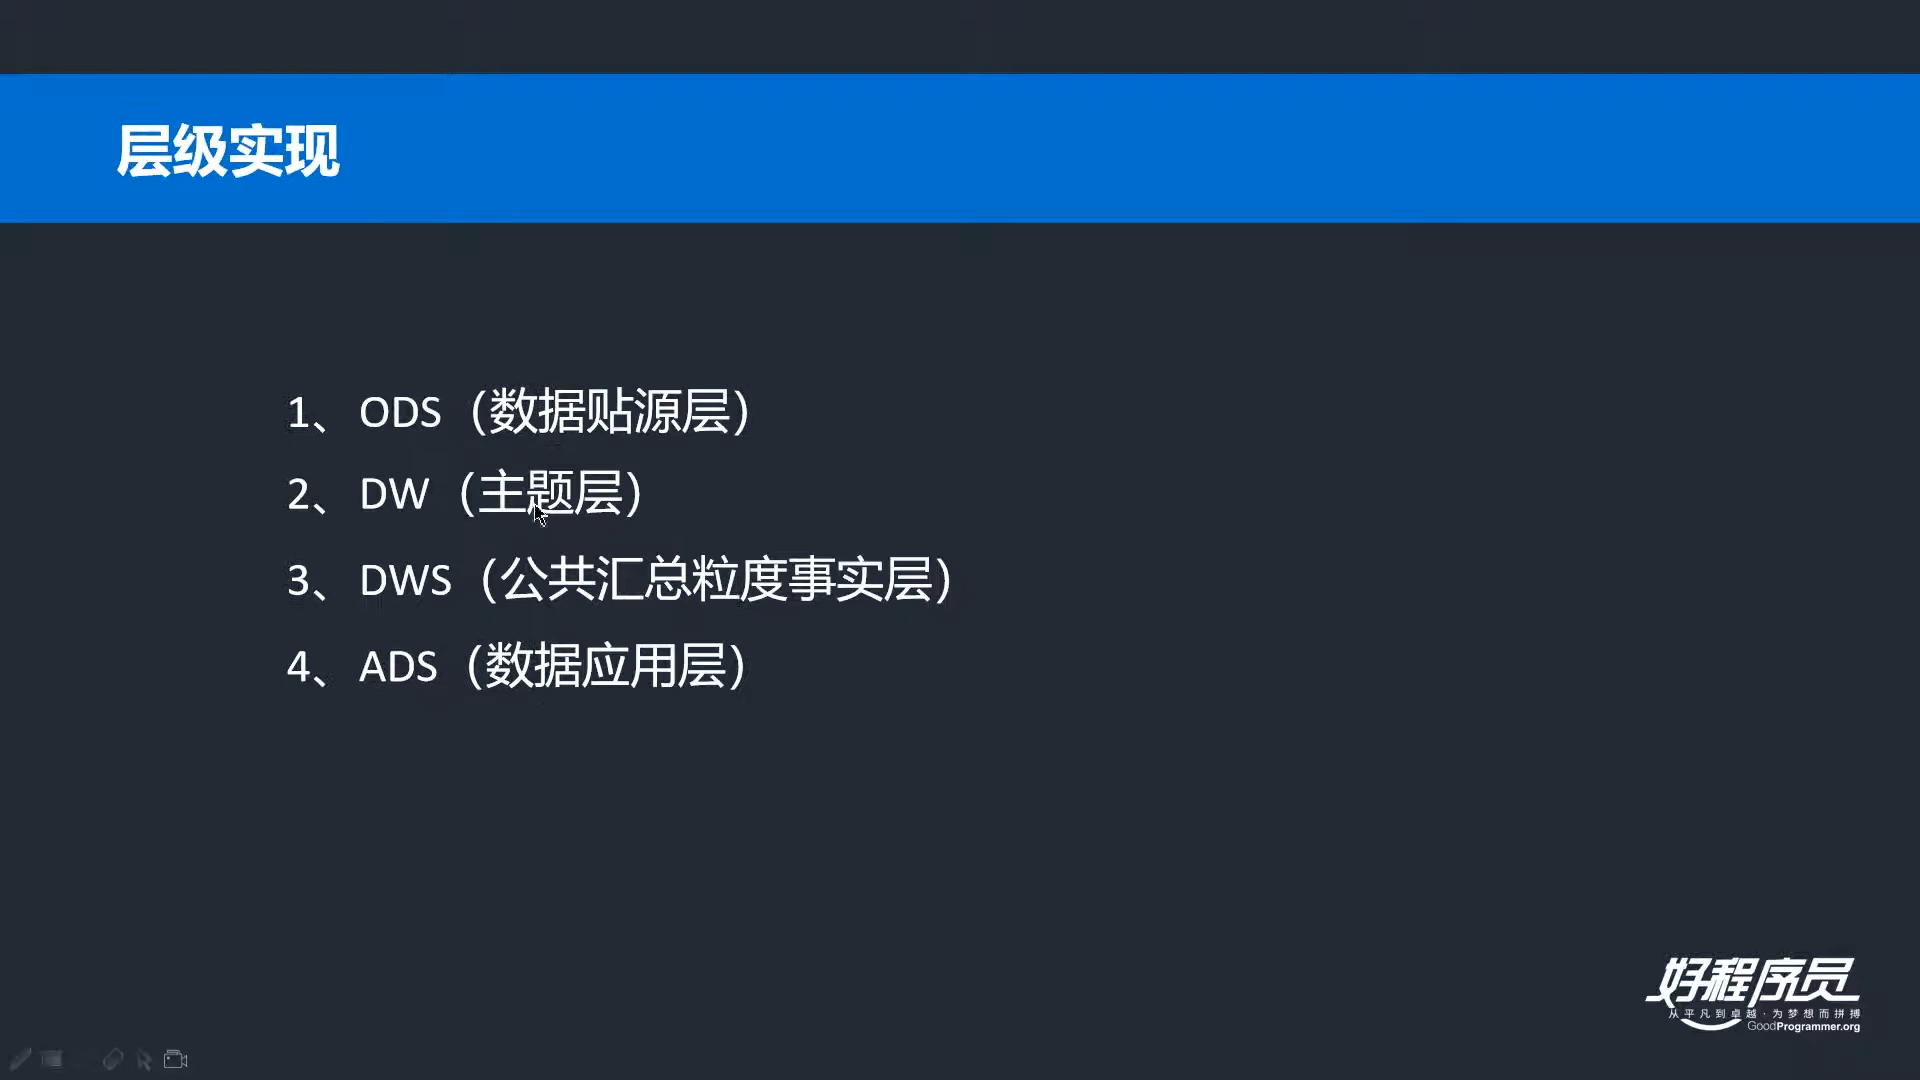 层级实现
1、ODS（数据贴源层）
2、DW（主题层）
3、DWS（公共汇总粒度事实层）
4、ADS（数据应用层）
好程序员
从平凡到卓越·为梦想而拼搏
GoodProgrammer.org